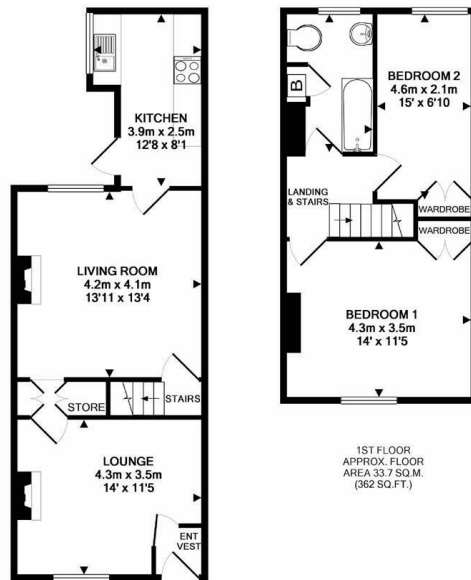 KITCHEN
3.9m x 2.5m
12'8 x 8'1
LIVING ROOM
4.2m x 4.1m
13'11 x 13'4
STORE
STAIRS
LOUNGE
4.3m x 3.5m
14' x 11'5
ENT
VEST
B
BEDROOM 2
4.6m x 2.1m
15' x 6'10
LANDING
& STAIRS
WARDROBE
WARDROBE
BEDROOM 1
4.3m x 3.5m
14' x 11'5
1ST FLOOR
APPROX. FLOOR
AREA 33.7 SQ.M.
(362 SQ.FT.)